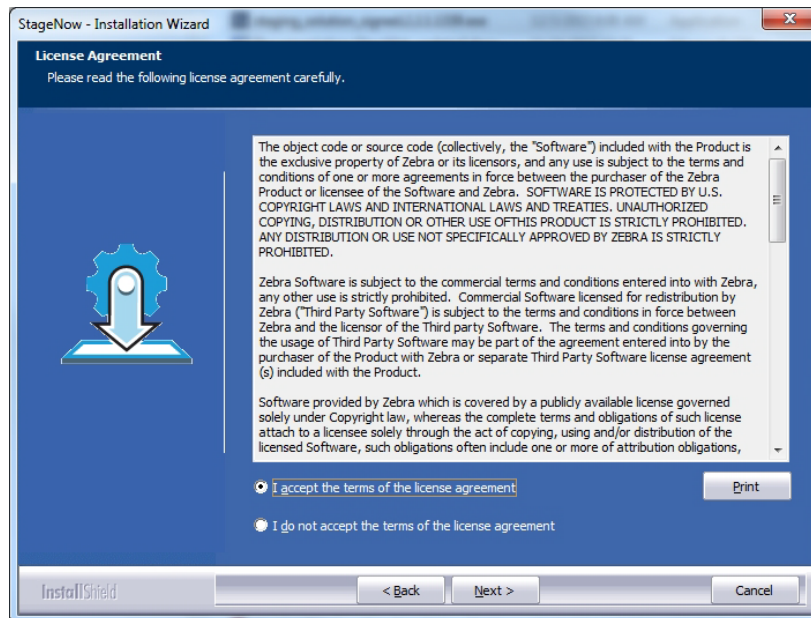 StageNow - Installation Wizard
License Agreement
Please read the following license agreement carefully.
The object code or source code (collectively, the "Software") included with the Product is
the exclusive property of Zebra or its licensors, and any use is subject to the terms and
conditions of one or more agreements in force between the purchaser of the Zebra
Product or licensee of the Software and Zebra. SOFTWARE IS PROTECTED BY U.S.
COPYRIGHT LAWS AND INTERNATIONAL LAWS AND TREATIES. UNAUTHORIZED
COPYING, DISTRIBUTION OR OTHER USE OFTHIS PRODUCT IS STRICTLY PROHIBITED.
ANY DISTRIBUTION OR USE NOT SPECIFICALLY APPROVED BY ZEBRA IS STRICTLY
PROHIBITED.
Zebra Software is subject to the commercial terms and conditions entered into with Zebra,
any other use is strictly prohibited. Commercial Software licensed for redistribution by
Zebra ("Third Party Software") is subject to the terms and conditions in force between
Zebra and the licensor of the Third party Software. The terms and conditions governing
the usage of Third Party Software may be part of the agreement entered into by the
purchaser of the Product with Zebra or separate Third Party Software license agreement
(s) included with the Product.
Software provided by Zebra which is covered by a publicly available license governed
solely under Copyright law, whereas the complete terms and obligations of such license
attach to a licensee solely through the act of copying, using and/or distribution of the
licensed Software, such obligations often include one or more of attribution obligations,
I accept the terms of the license agreement
Print
I do not accept the terms of the license agreement
InstallShield
< Back
Next >
Cancel